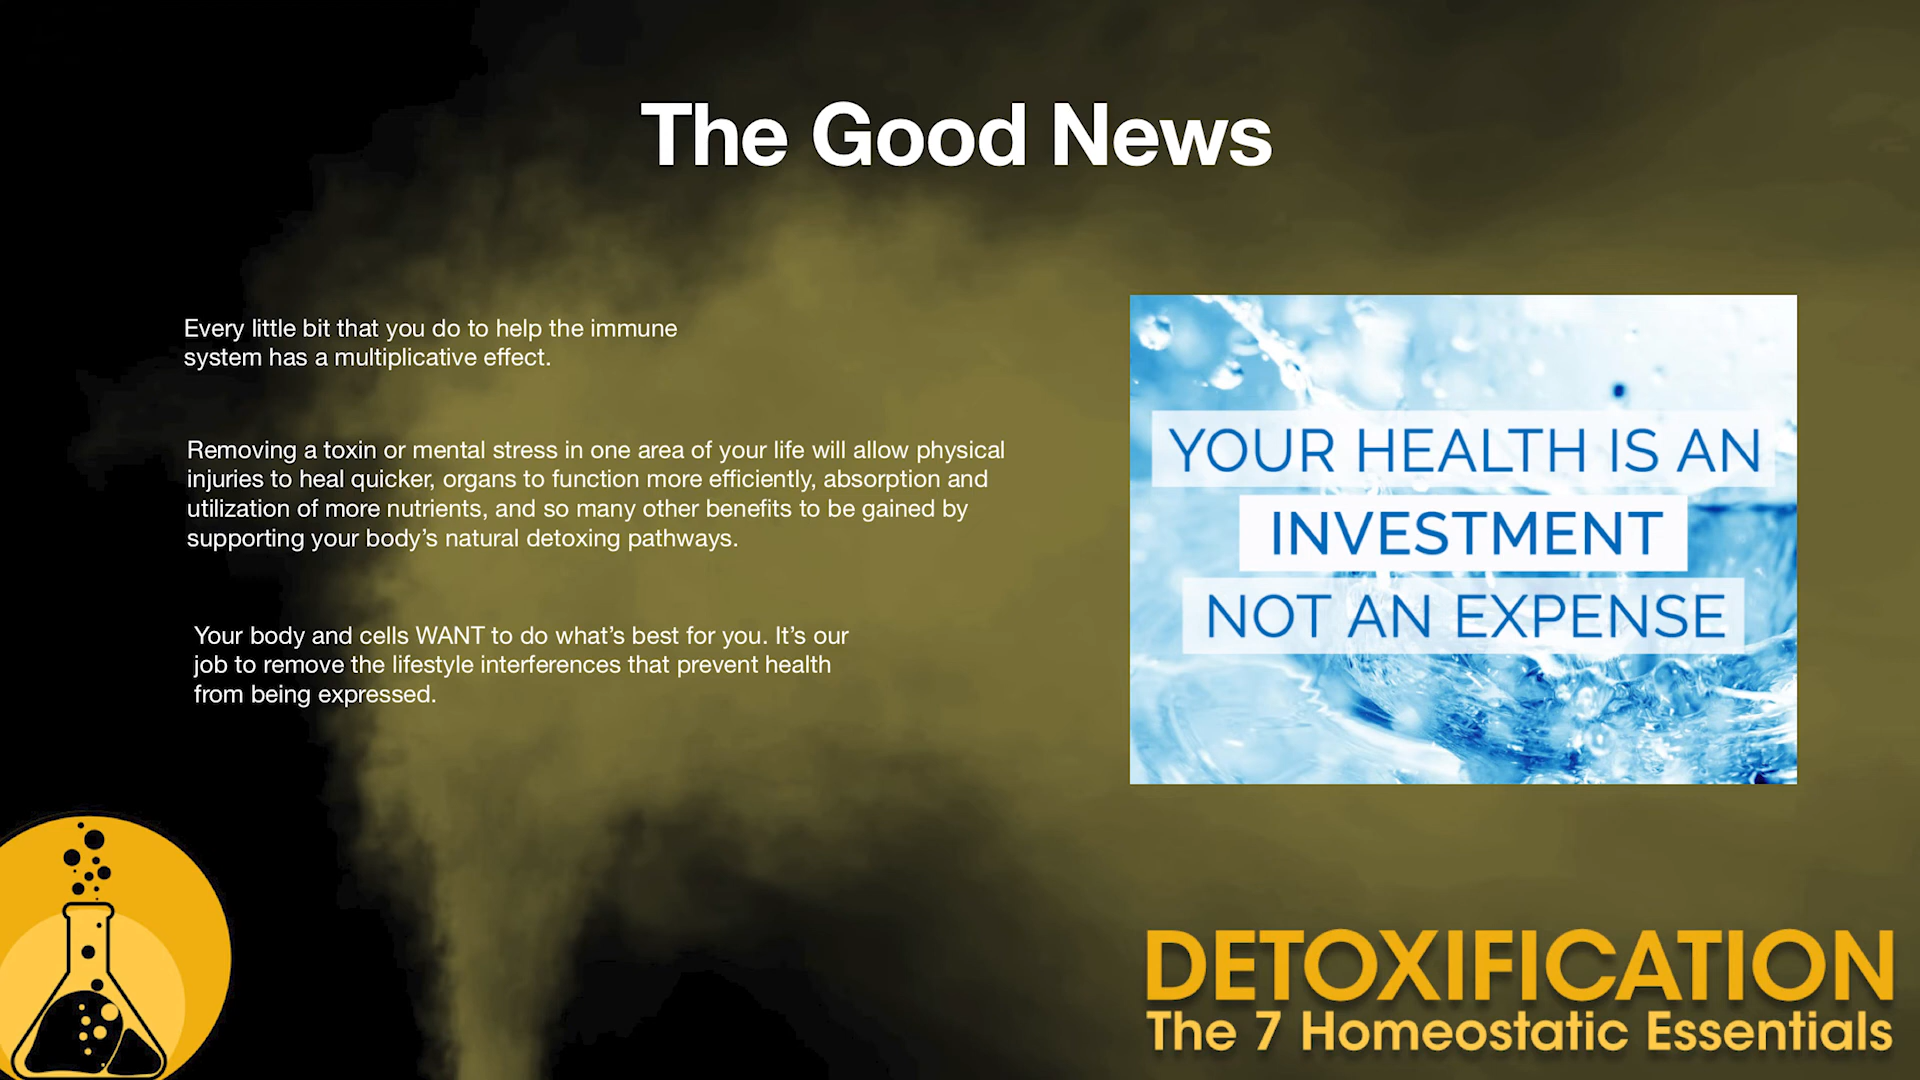 The Good News
Every little bit that you do to help the immune
system has a multiplicative effect.
Removing a toxin or mental stress in one area of your life will allow physical
injuries to heal quicker, organs to function more efficiently, absorption and
utilization of more nutrients, and so many other benefits to be gained by
supporting your body’s natural detoxing pathways.
Your body and cells WANT to do what’s best for you. It’s our
job to remove the lifestyle interferences that prevent health
from being expressed.
YOUR HEALTH IS AN
INVESTMENT
NOT AN EXPENSE
DETOXIFICATION
The 7 Homeostatic Essentials